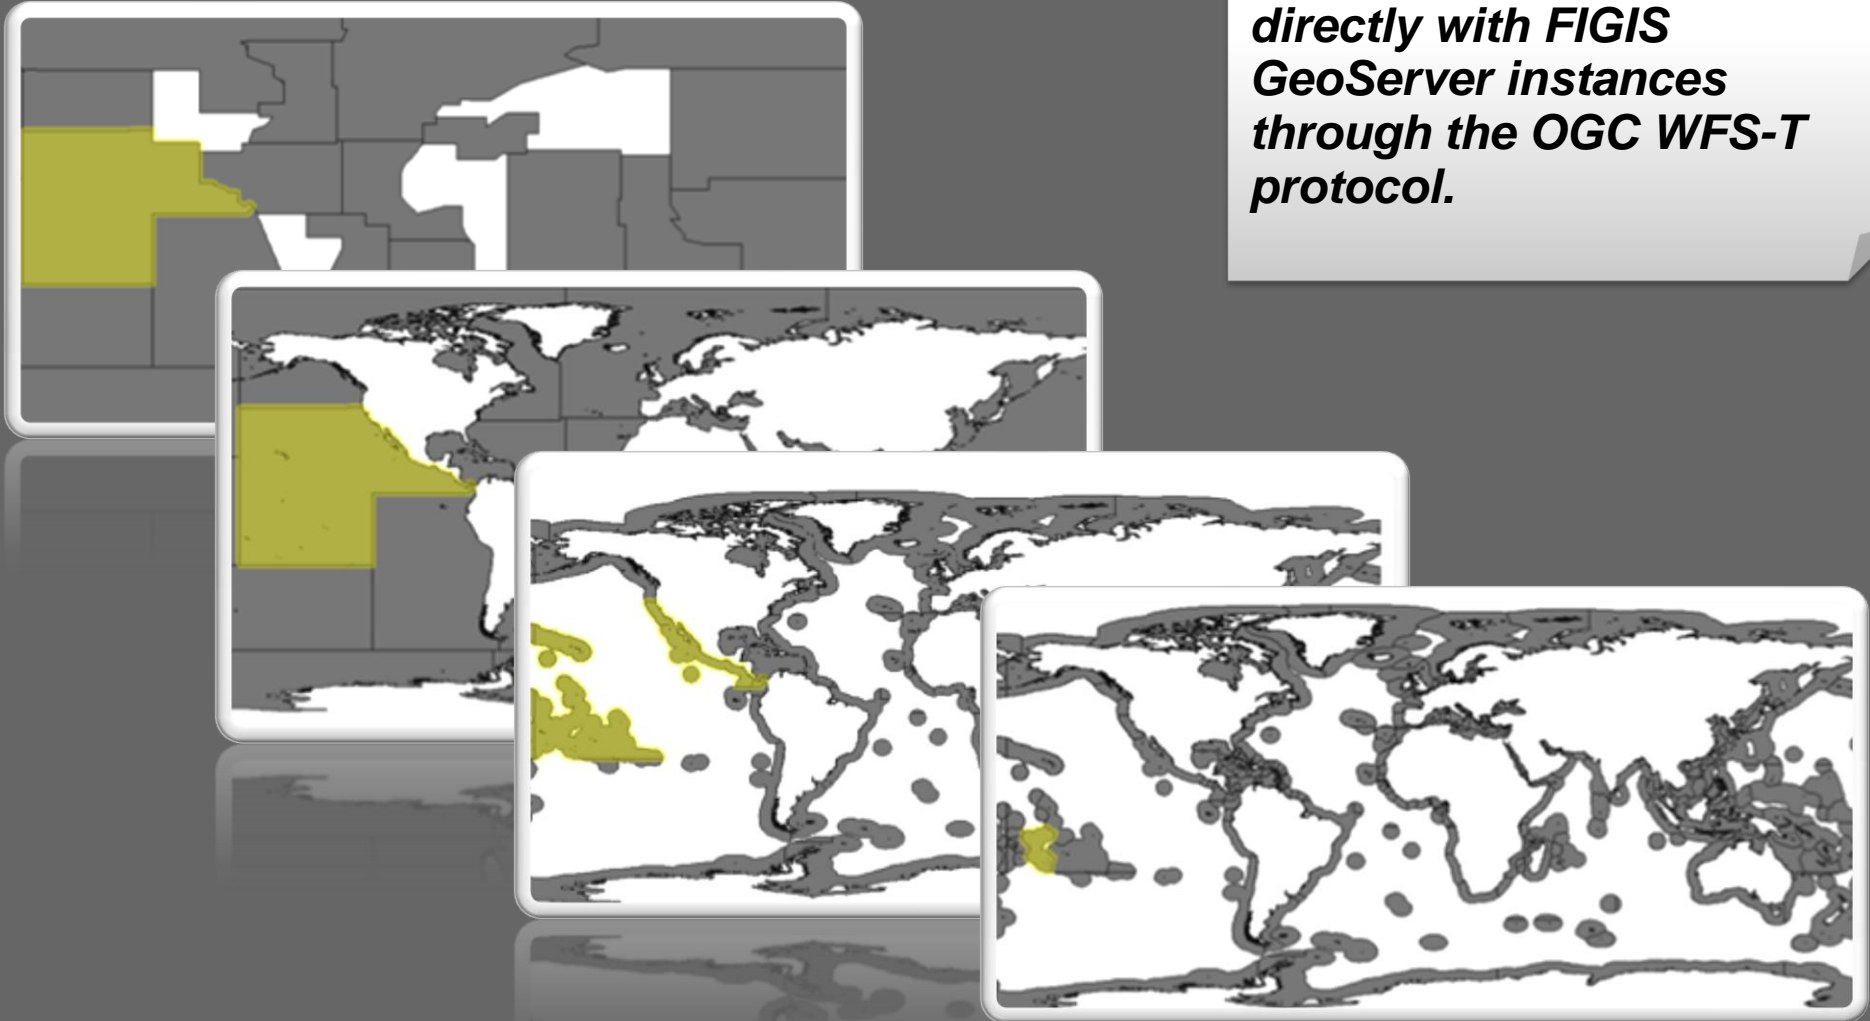 directly with FIGIS
GeoServer instances
through the OGC WFS-T
protocol.